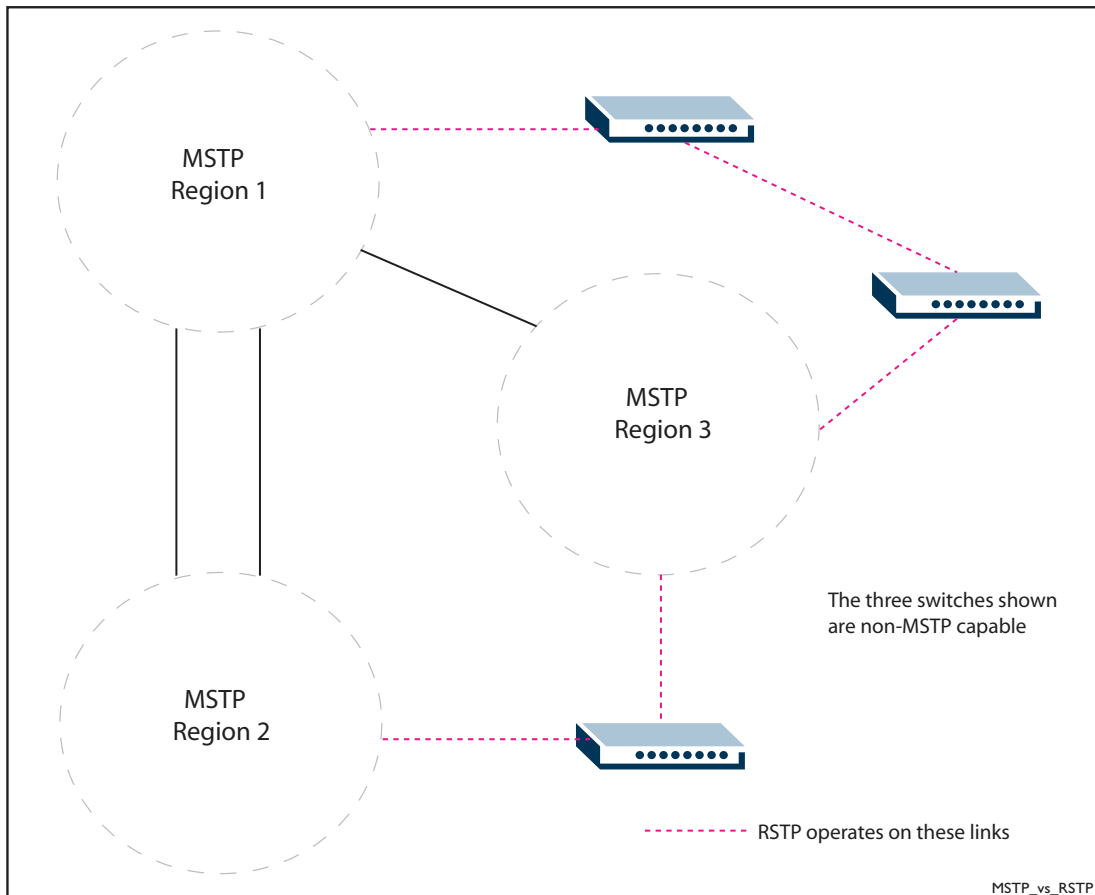 MSTP
Region 1
MSTP
Region 3
The three switches shown
are non-MSTP capable
MSTP
Region 2
RSTP operates on these links
MSTP_vs_RSTP